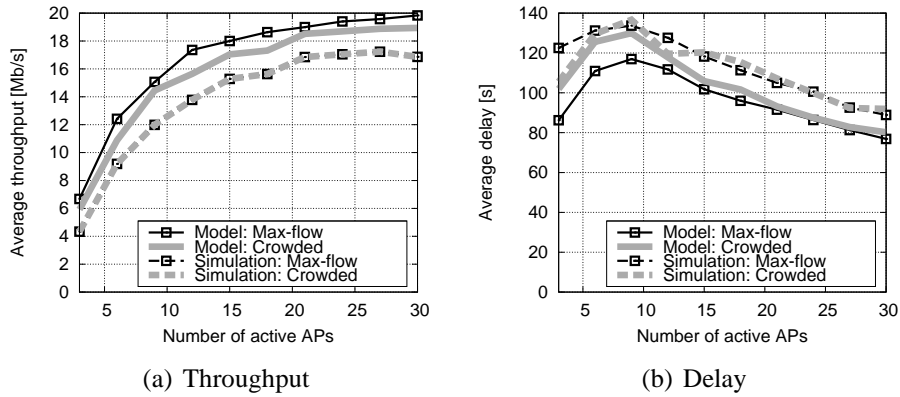 20
18
16
14
12
10
8
6
4
2
0
5 10 15 20 25 30
Average throughput [Mb/s]
Number of active APs
Model: Max-flow
Model: Crowded
Simulation: Max-flow
Simulation: Crowded
(a) Throughput
140
120
100
80
60
40
20
0
5 10 15 20 25 30
Average delay [s]
Number of active APs
Model: Max-flow
Model: Crowded
Simulation: Max-flow
Simulation: Crowded
(b) Delay